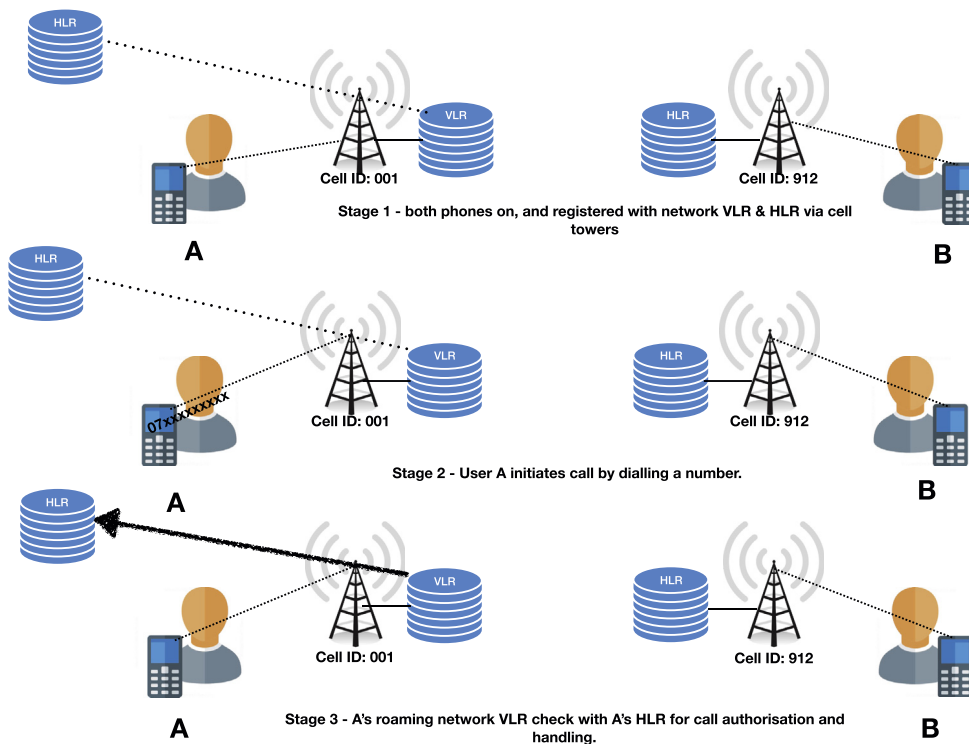 HLR
VLR
HLR
Cell ID: 001
Cell ID: 912
Stage 1 - both phones on, and registered with network VLR & HLR via cell
towers
A
B
HLR
VLR
HLR
07xxxxxxxxx
Cell ID: 001
Cell ID: 912
Stage 2 - User A initiates call by dialling a number.
A
B
HLR
VLR
HLR
Cell ID: 001
Cell ID: 912
A
B
Stage 3 - A's roaming network VLR check with A's HLR for call authorisation and
handling.